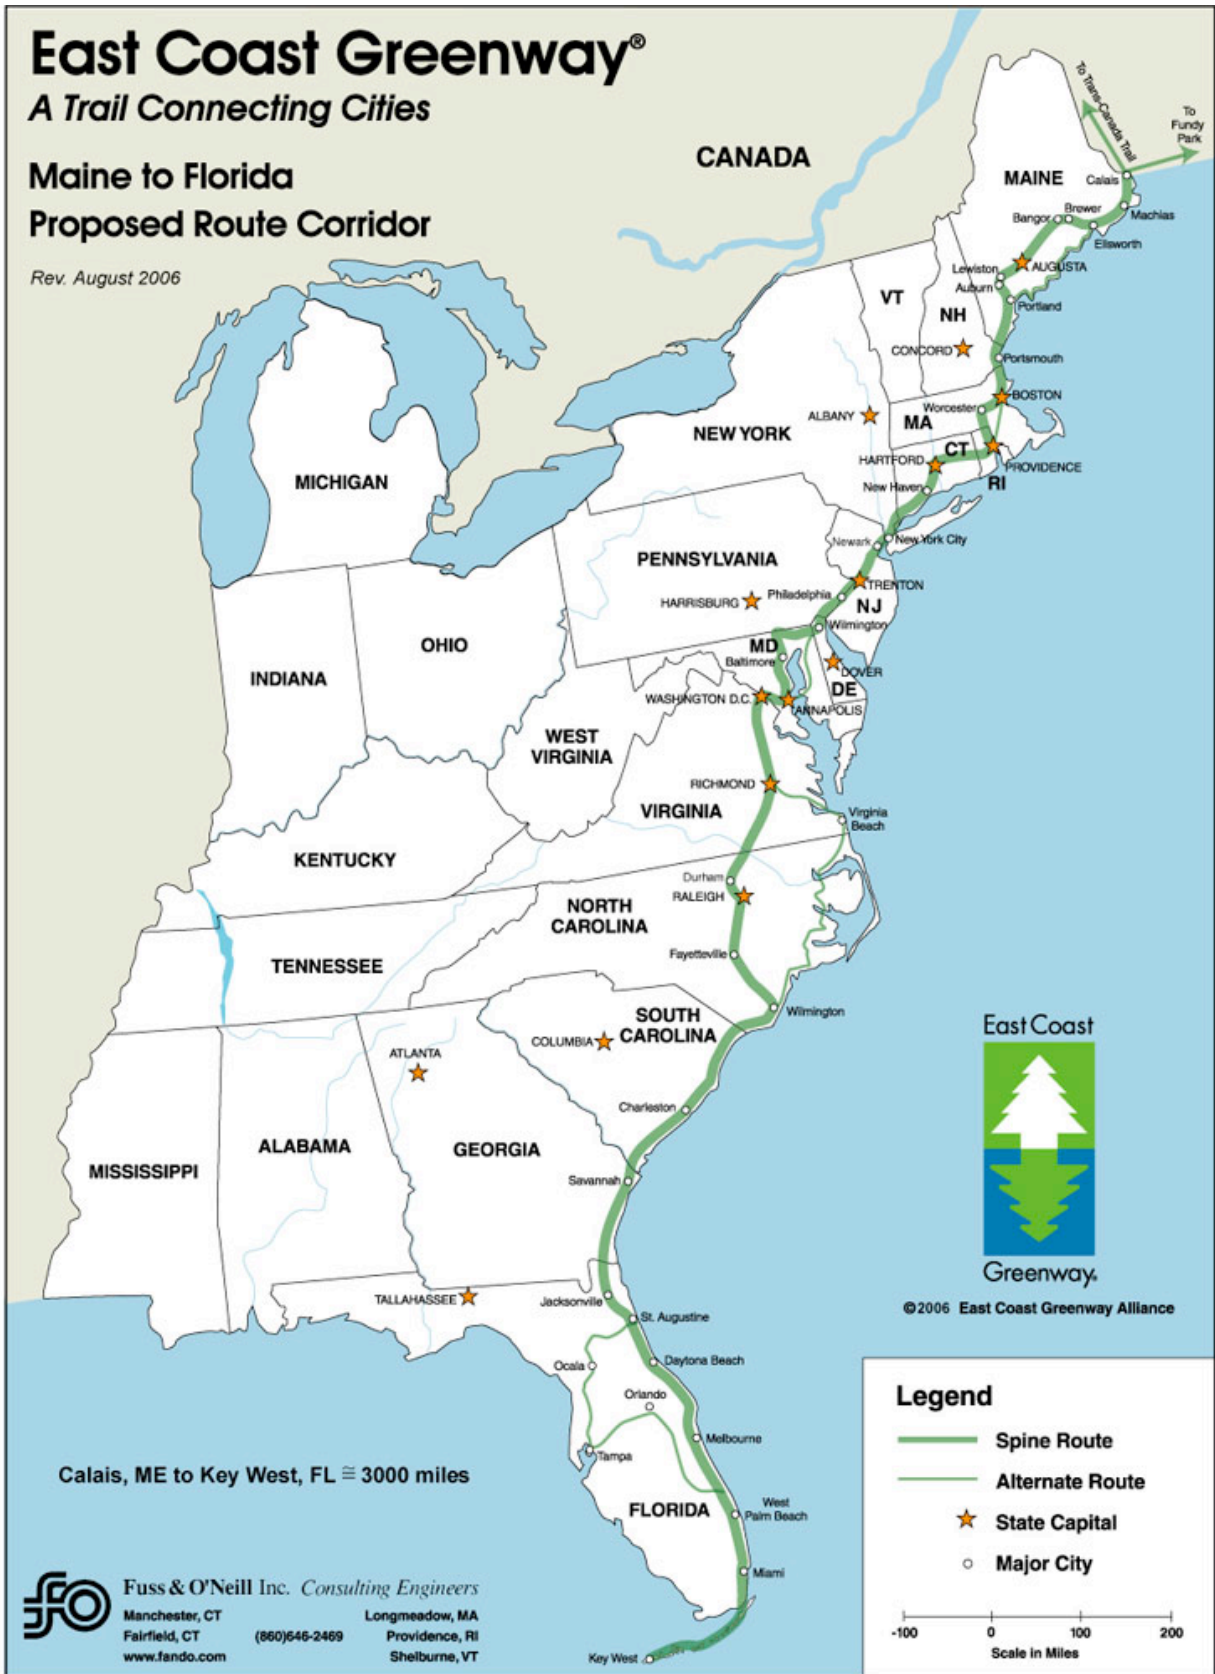 East Coast Greenway®
A Trail Connecting Cities
Maine to Florida
Proposed Route Corridor
Rev. August 2006
CANADA
To Trans-Canada Trail
To
Fundy
Park
MAINE
Calais
Brewer
Bangor
Machias
Ellsworth
AUGUSTA
Lewiston
Auburn
Portland
VT
NH
CONCORD
Portsmouth
BOSTON
Worcester
MA
ALBANY
NEW YORK
CT
HARTFORD
PROVIDENCE
RI
New Haven
MICHIGAN
Newark
New York City
PENNSYLVANIA
TRENTON
HARRISBURG
Philadelphia
NJ
Wilmington
OHIO
MD
Baltimore
DOVER
INDIANA
DE
WASHINGTON D.C.
ANNAPOLIS
WEST
VIRGINIA
RICHMOND
VIRGINIA
Virginia
Beach
KENTUCKY
Durham
RALEIGH
NORTH
CAROLINA
Fayetteville
TENNESSEE
Wilmington
SOUTH
CAROLINA
COLUMBIA
ATLANTA
Charleston
ALABAMA
GEORGIA
MISSISSIPPI
Savannah
East Coast
Greenway®
©2006 East Coast Greenway Alliance
TALLAHASSEE
Jacksonville
St. Augustine
Ocala
Daytona Beach
Orlando
Melbourne
Tampa
FLORIDA
West
Palm Beach
Miami
Key West
Calais, ME to Key West, FL ≅ 3000 miles
Legend
Spine Route
Alternate Route
State Capital
Major City
-100 0 100 200
Scale in Miles
fo
Fuss & O'Neill Inc. Consulting Engineers
Manchester, CT Longmeadow, MA
Fairfield, CT (860)646-2469 Providence, RI
www.fando.com Shelburne, VT